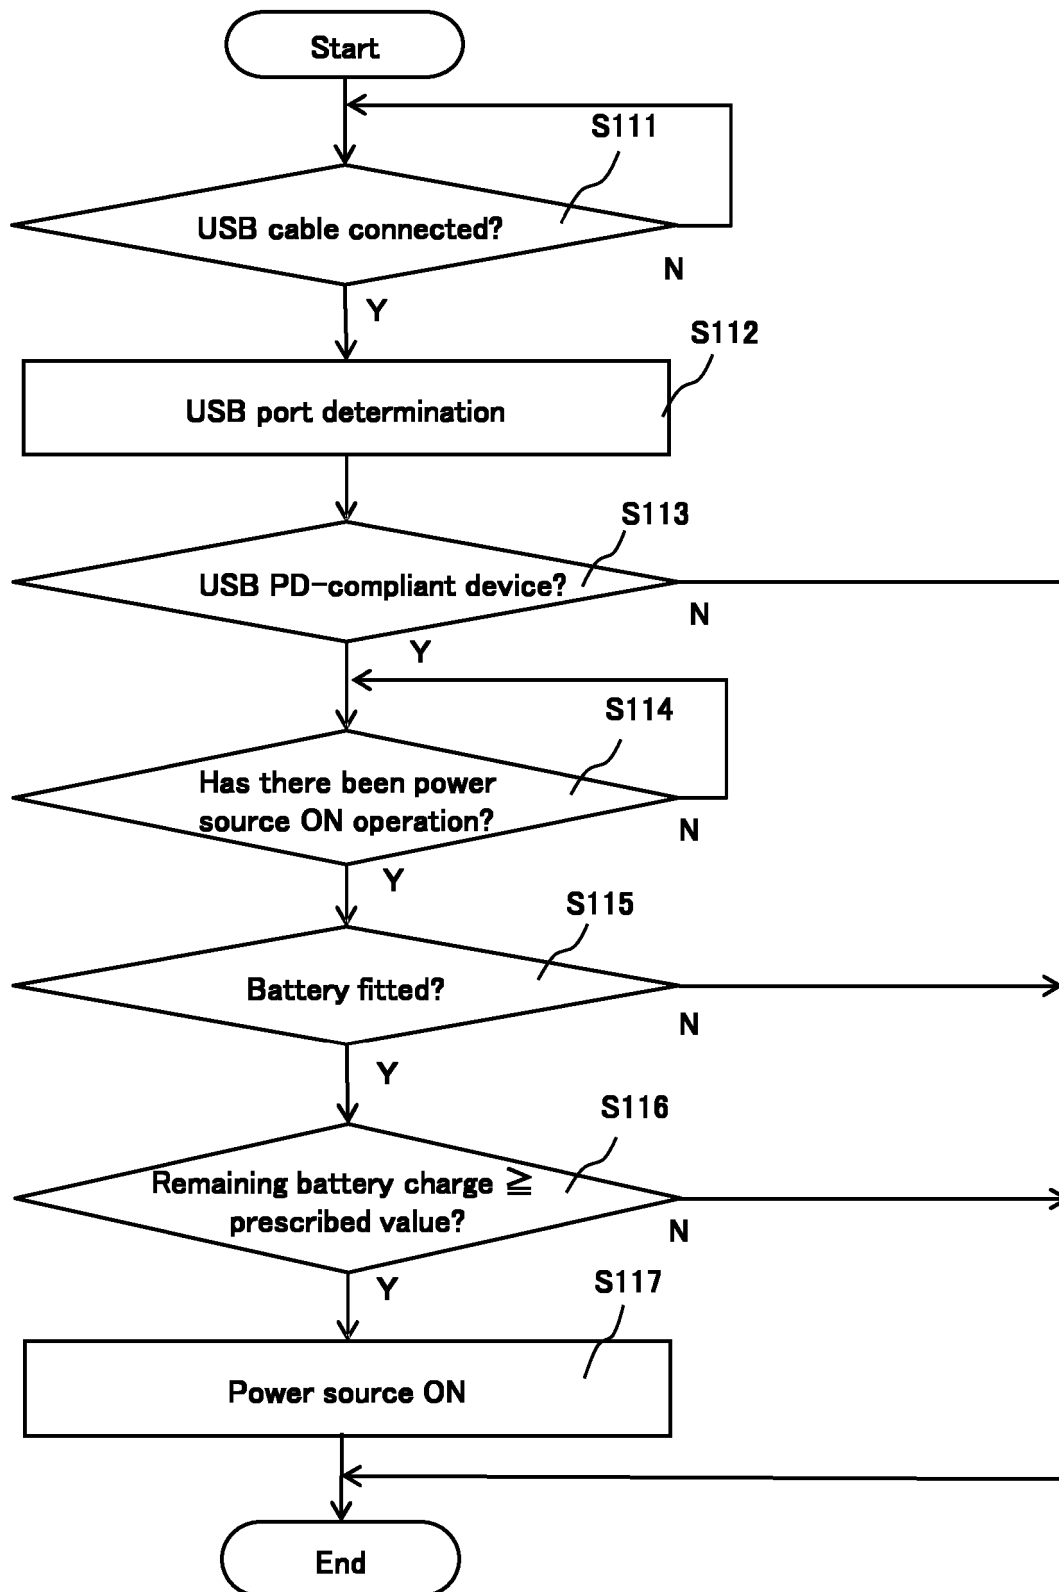 Start
S111
USB cable connected?
N
Y
S112
USB port determination
S113
USB PD-compliant device?
N
Y
S114
Has there been power
source ON operation?
N
Y
S115
Battery fitted?
N
Y
S116
Remaining battery charge ≧
prescribed value?
N
Y
S117
Power source ON
End